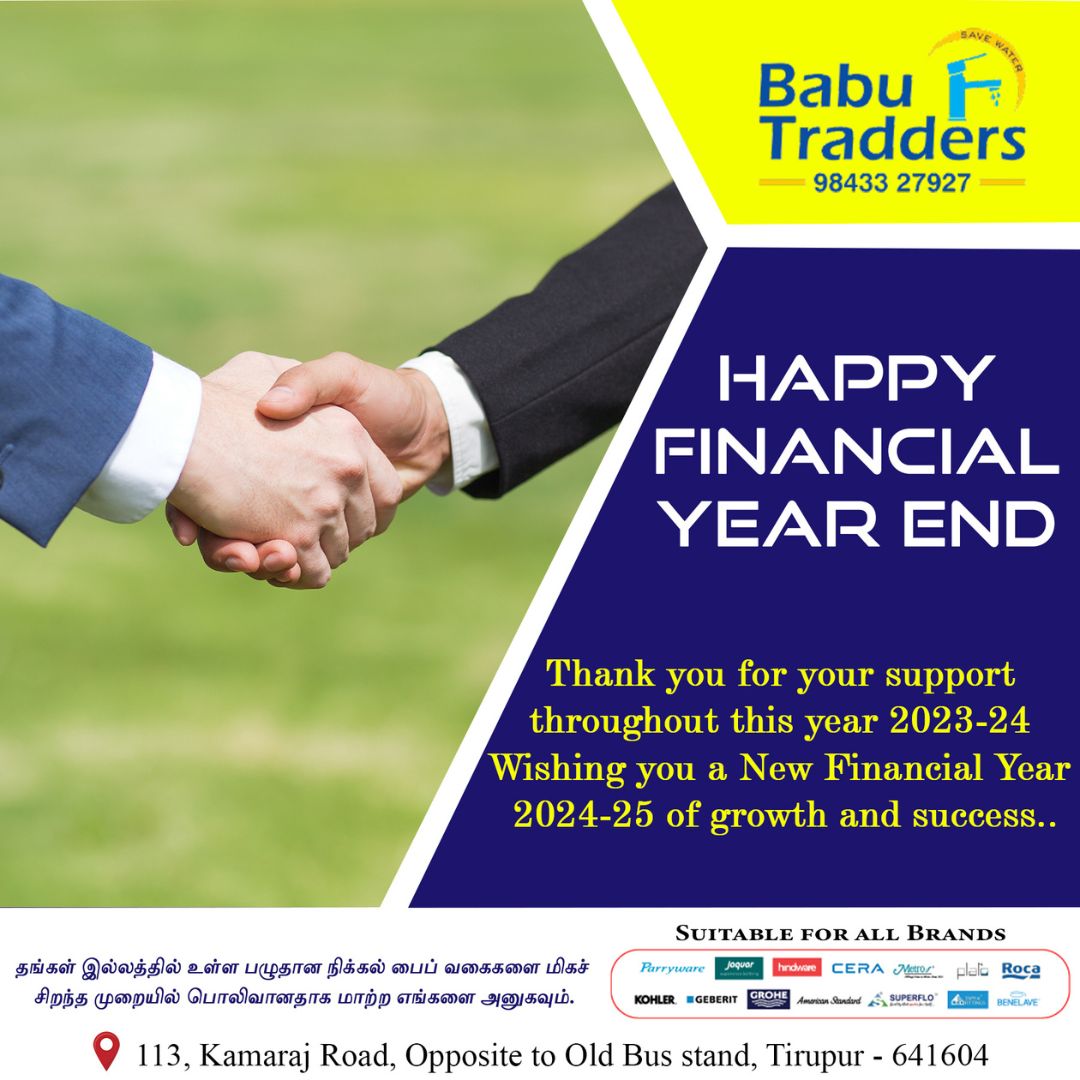 SAVE WATER
Babu
Tradders
98433 27927
HAPPY
FINANCIAL
YEAR END
Thank you for your support
throughout this year 2023-24
Wishing you a New Financial Year
2024-25 of growth and success..
SUITABLE FOR ALL BRANDS
Parryware Jaquar hindware CERA Metro plato Roca
KOHLER GEBERIT GROHE American Standard SUPERFLO BENELAVE
தங்கள் இல்லத்தில் உள்ள பழுதான நிக்கல் பைப் வகைகளை மிகச்
சிறந்த முறையில் பொலிவானதாக மாற்ற எங்களை அணுகவும்.
113, Kamaraj Road, Opposite to Old Bus stand, Tirupur - 641604